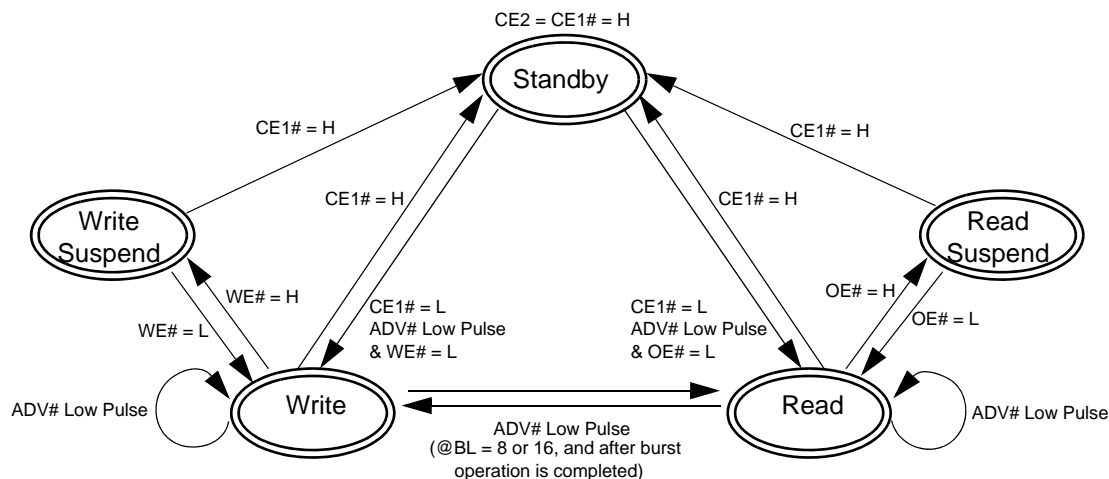 CE2 = CE1# = H
Standby
CE1# = H
CE1# = H
CE1# = H
CE1# = H
Write
Suspend
Read
Suspend
WE# = H
WE# = L
OE# = H
OE# = L
CE1# = L
ADV# Low Pulse
& WE# = L
CE1# = L
ADV# Low Pulse
& OE# = L
ADV# Low Pulse
Write
Read
ADV# Low Pulse
ADV# Low Pulse
(@BL = 8 or 16, and after burst
operation is completed)